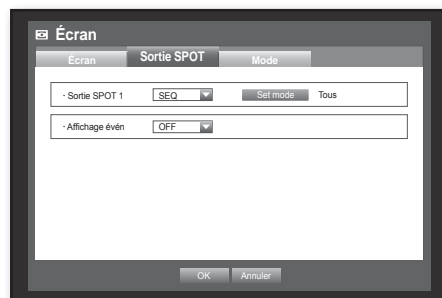 Écran
Écran Sortie SPOT Mode
· Sortie SPOT 1 SEQ Set mode Tous
· Affichage évén OFF
OK Annuler